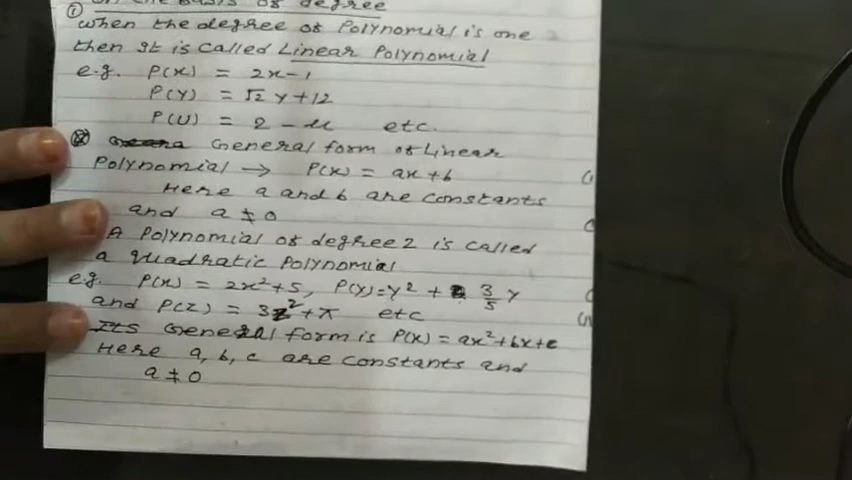 ① on the basis of degree
when the degree of Polynomial is one
then It is called Linear Polynomial
e.g. P(x) = 2x-1
P(y) = √2 y+12
P(u) = 2 - u etc.
② General form of Linear
Polynomial → P(x) = ax+b
Here a and b are constants
and a ≠ 0
A Polynomial of degree 2 is called
a quadratic Polynomial
e.g. P(x) = 2x²+5, P(y)=y² + 3/5 y
and P(z) = 3z²+π etc
Its General form is P(x) = ax²+bx+c
Here a, b, c are constants and
a ≠ 0